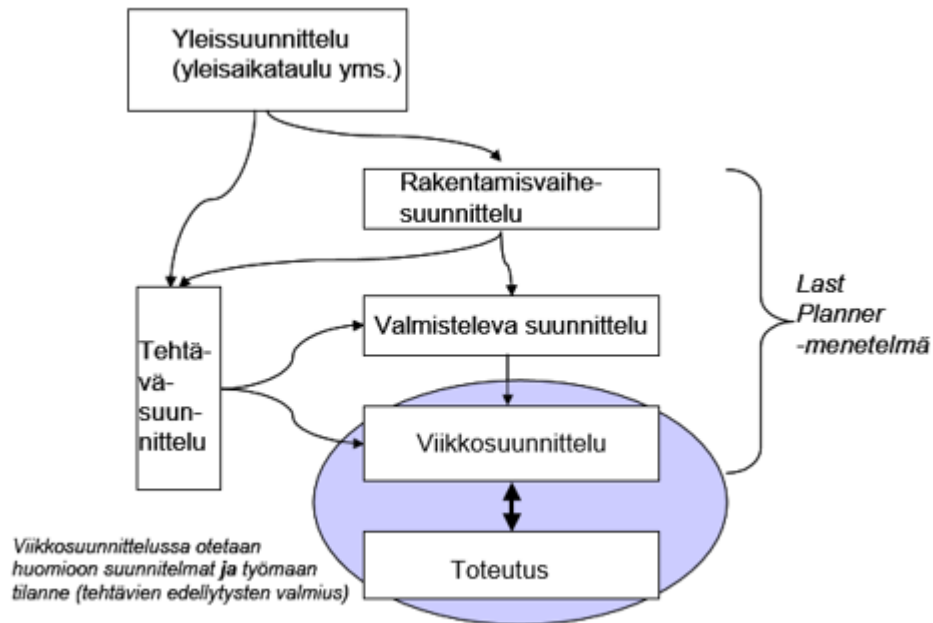 Yleissuunnittelu
(yleisaikataulu yms.)
Rakentamisvaihe-
suunnittelu
Last
Planner
-menetelmä
Tehtä-
vä-
suun-
nittelu
Valmisteleva suunnittelu
Viikkosuunnittelu
Toteutus
Viikkosuunnittelussa otetaan
huomioon suunnitelmat ja työmaan
tilanne (tehtävien edellytysten valmius)